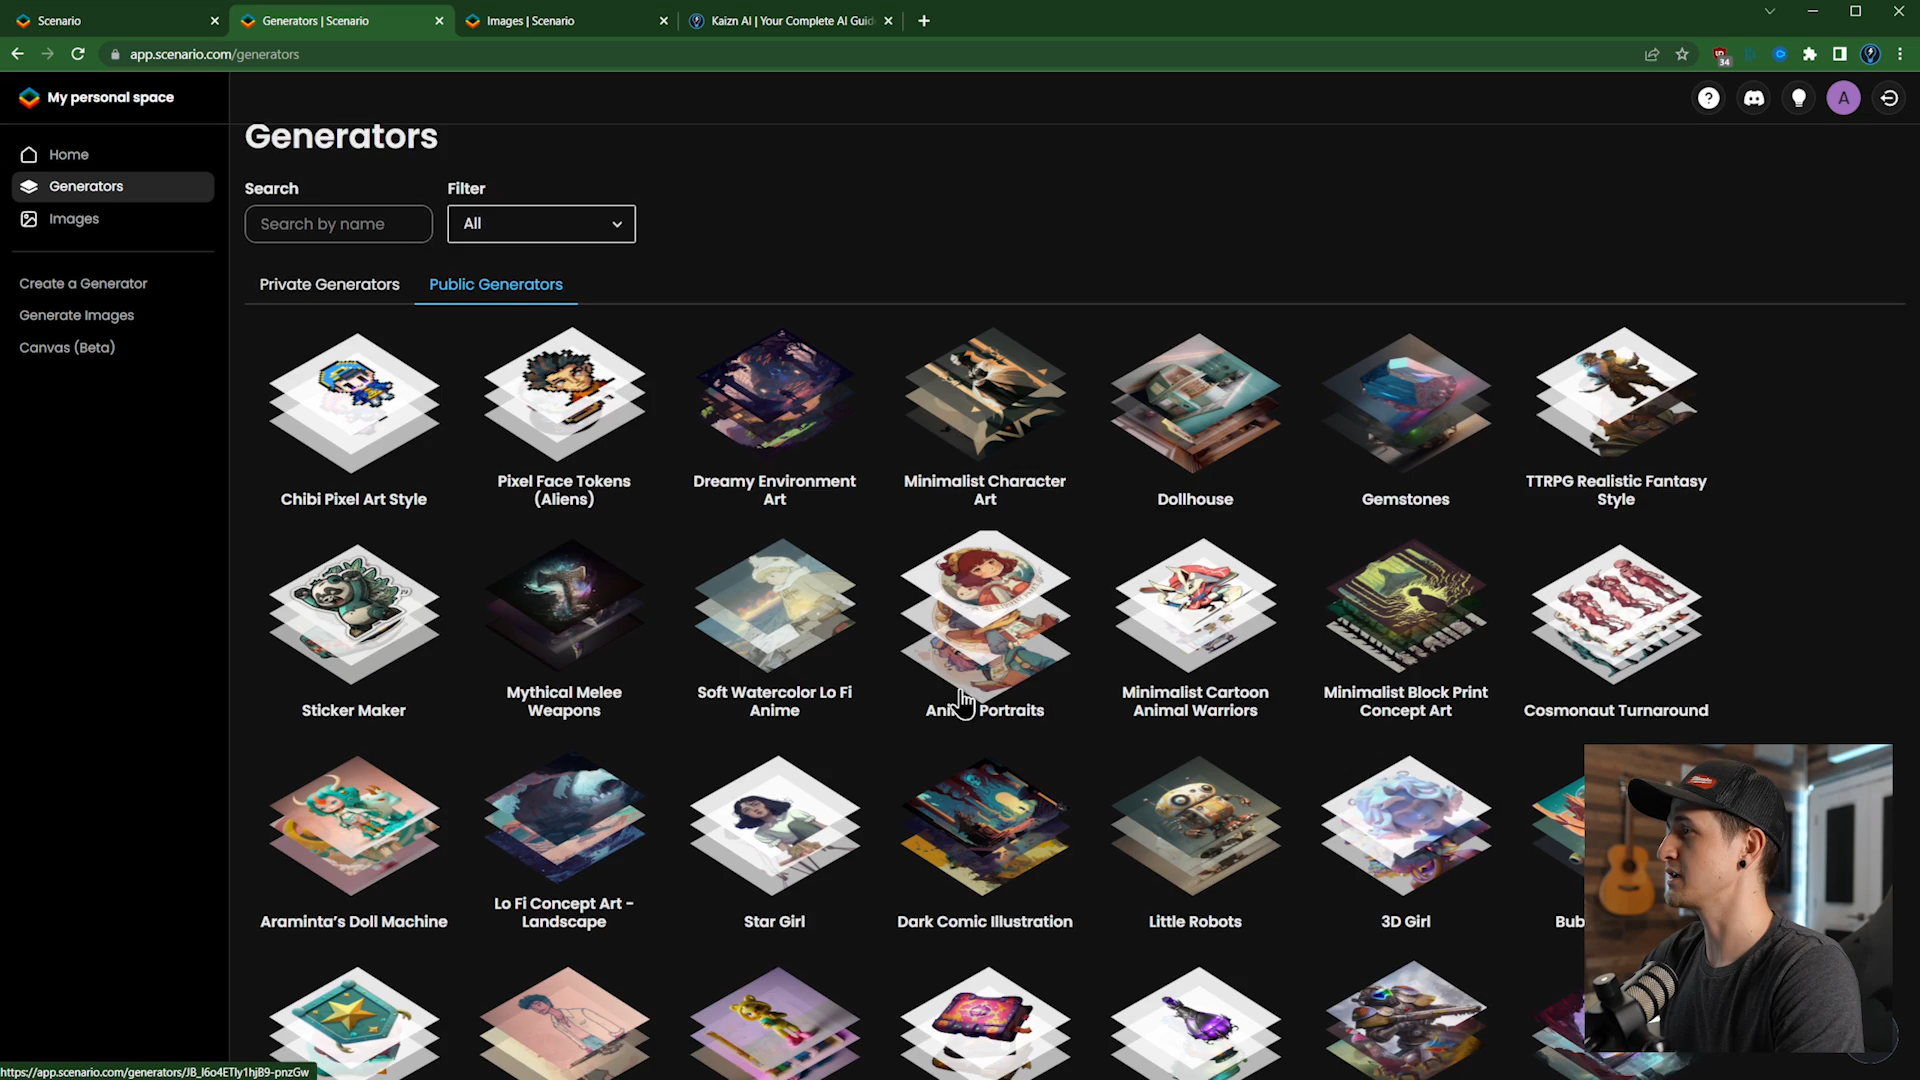 Scenario
Generators | Scenario
Images | Scenario
Kaizn AI | Your Complete AI Guid
app.scenario.com/generators
34
My personal space
A
Generators
Home
Generators
Images
Search
Filter
Search by name
All
Create a Generator
Generate Images
Canvas (Beta)
Private Generators
Public Generators
Chibi Pixel Art Style
Pixel Face Tokens
(Aliens)
Dreamy Environment
Art
Minimalist Character
Art
Dollhouse
Gemstones
TTRPG Realistic Fantasy
Style
Sticker Maker
Mythical Melee
Weapons
Soft Watercolor Lo Fi
Anime
Portraits
Minimalist Cartoon
Animal Warriors
Minimalist Block Print
Concept Art
Cosmonaut Turnaround
Araminta's Doll Machine
Lo Fi Concept Art -
Landscape
Star Girl
Dark Comic Illustration
Little Robots
3D Girl
Bub
https://app.scenario.com/generators/JB_l6o4ETly1hjB9-pnzGw